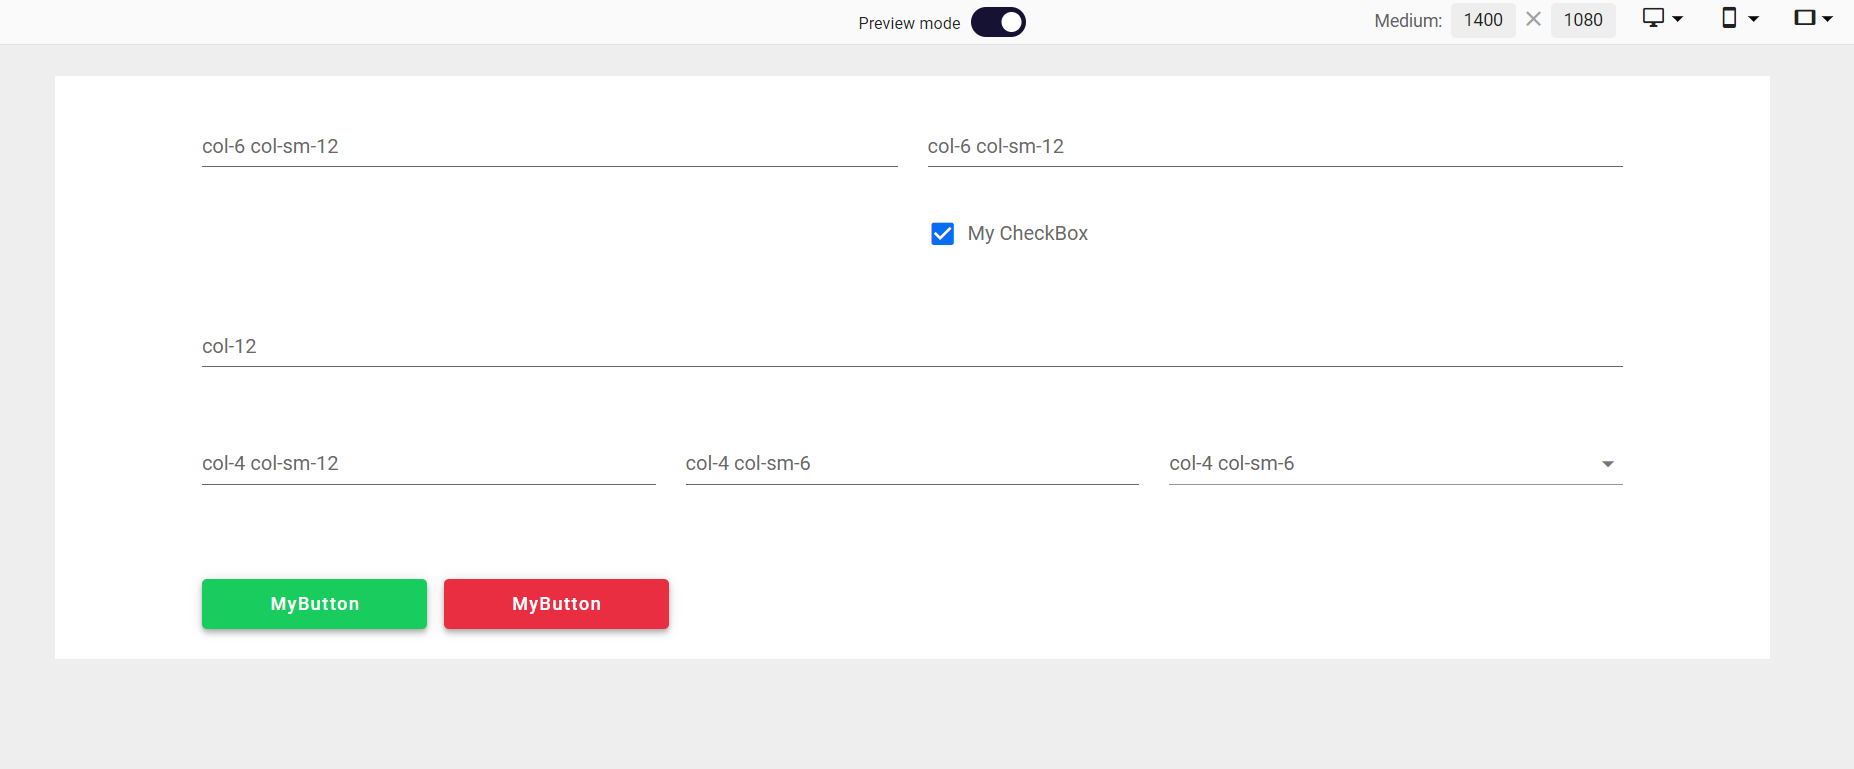 Preview mode Medium: 1400 1080
col-6 col-sm-12 col-6 col-sm-12
My CheckBox
col-12
col-4 col-sm-12 col-4 col-sm-6 col-4 col-sm-6
MyButton MyButton